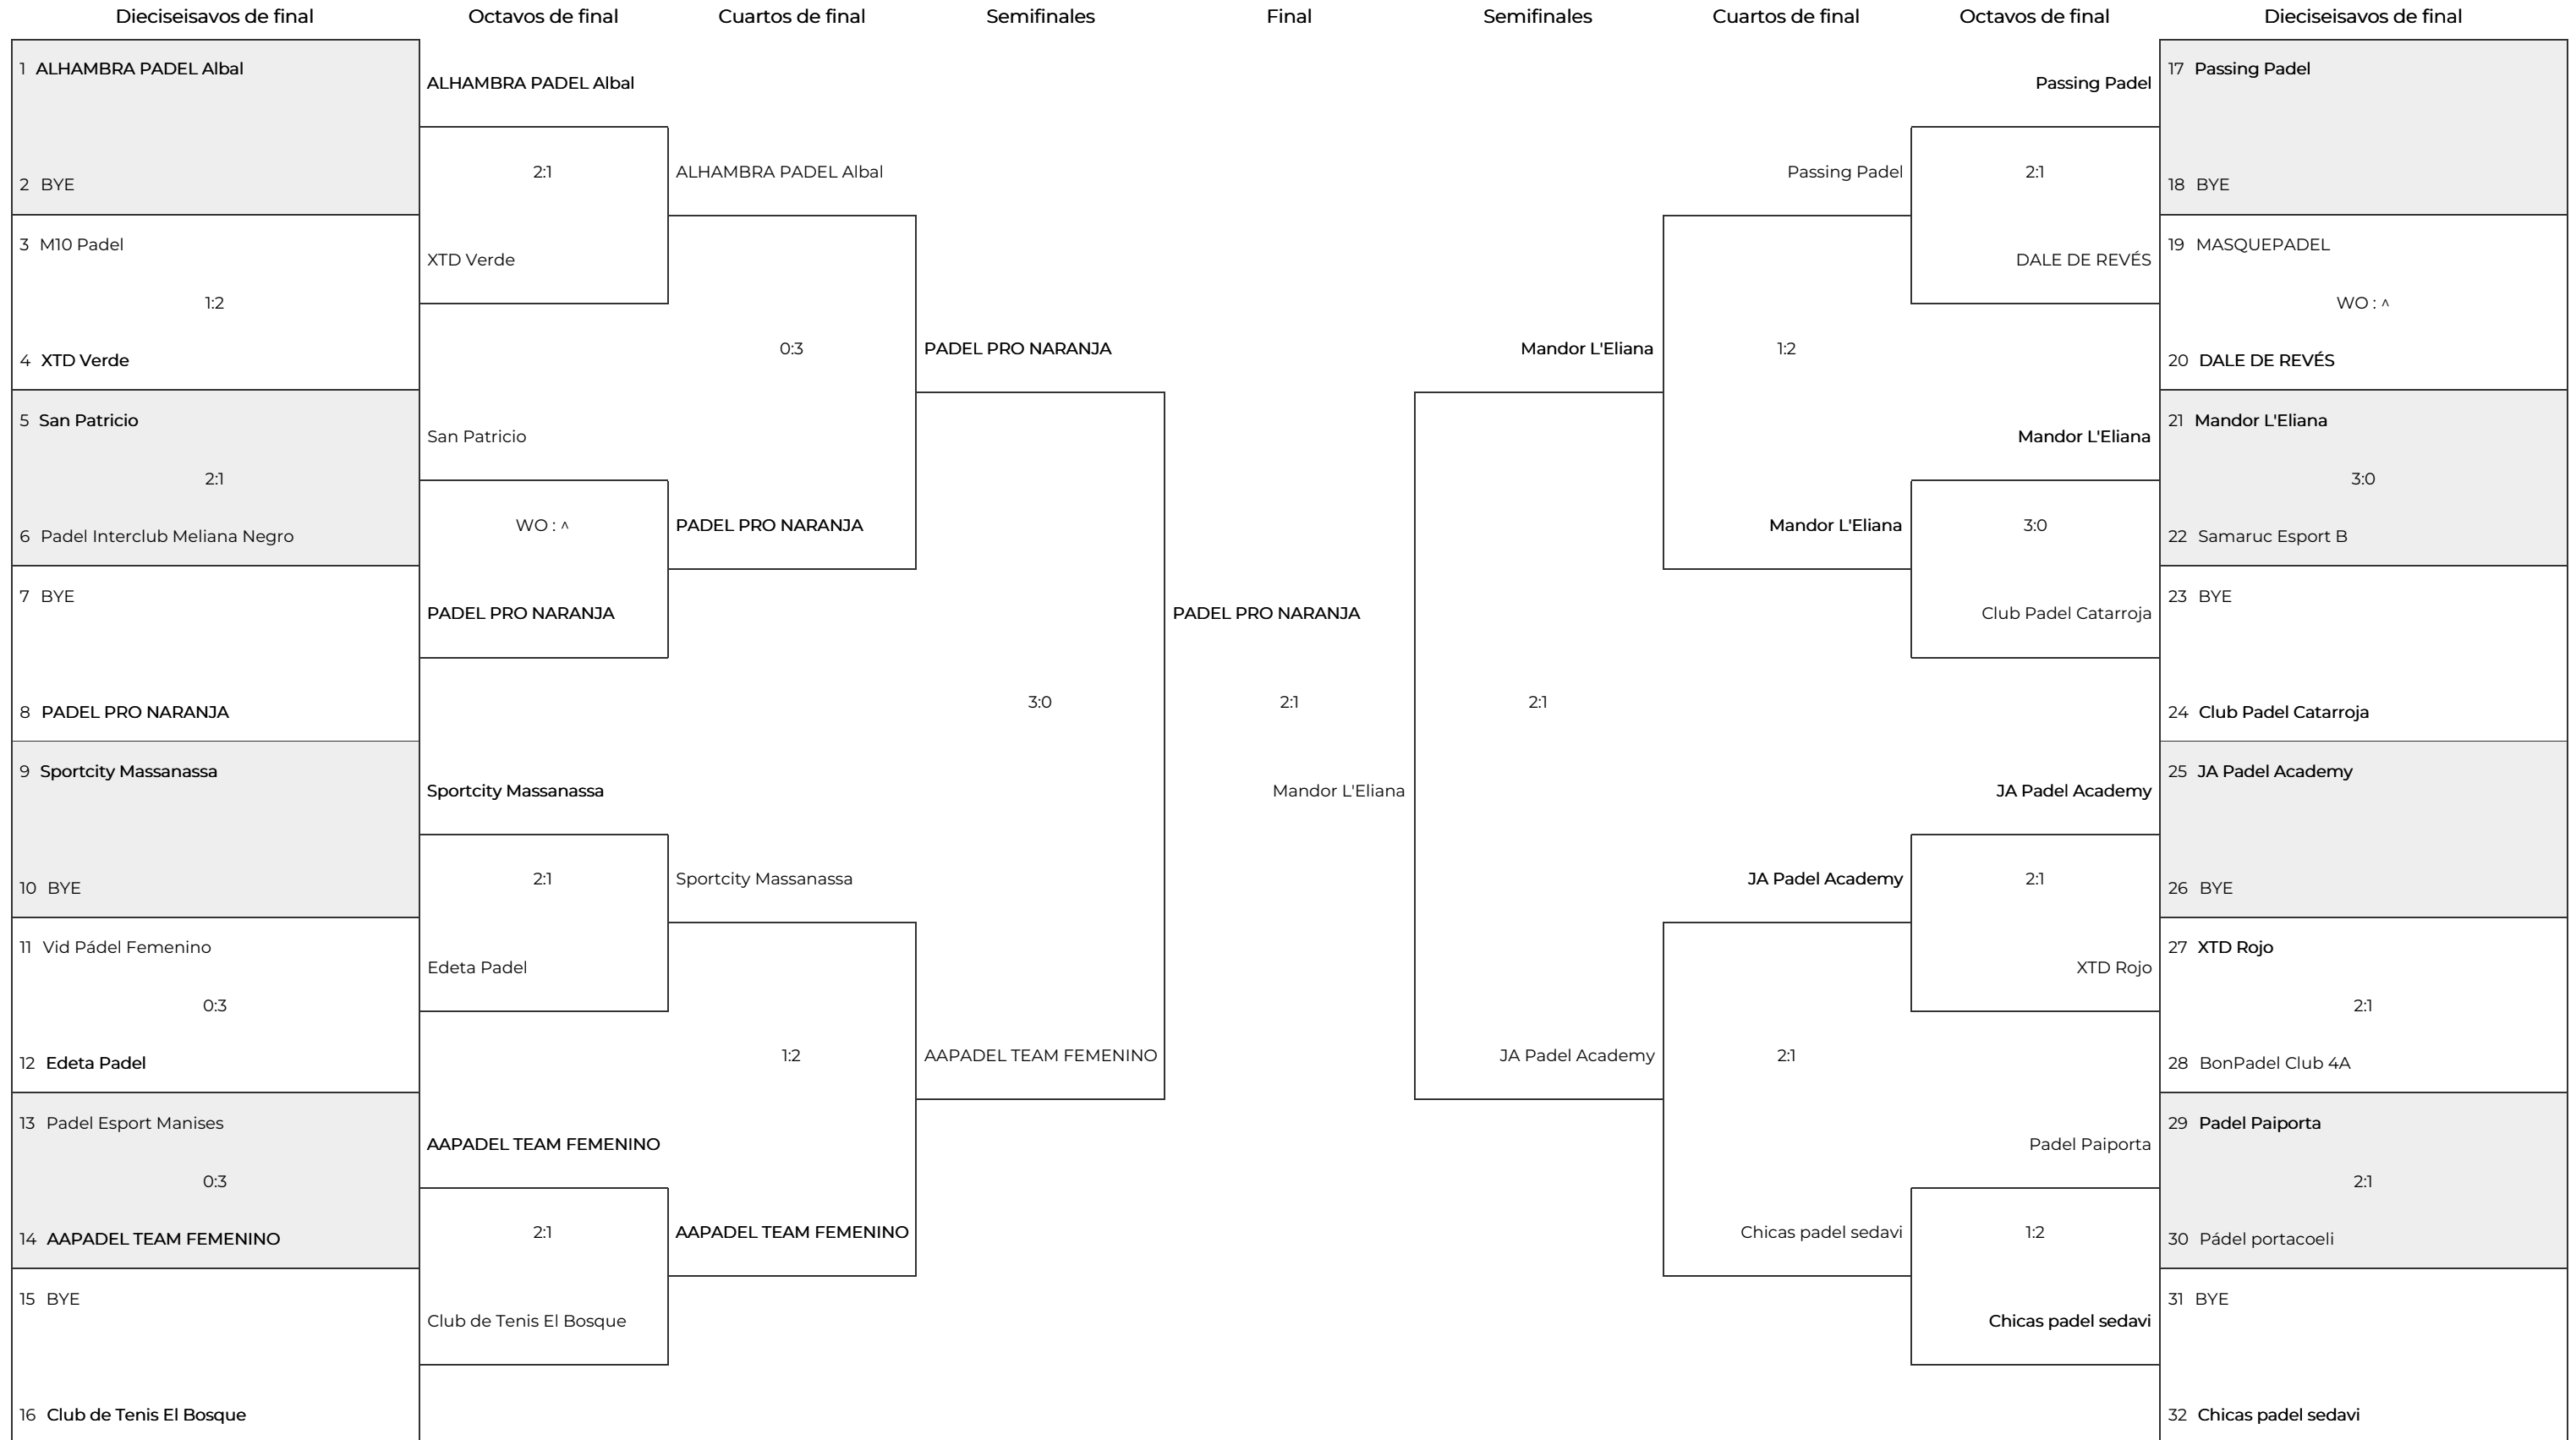 Dieciseisavos de final
Octavos de final
Cuartos de final
Semifinales
Final
Semifinales
Cuartos de final
Octavos de final
Dieciseisavos de final
1 ALHAMBRA PADEL Albal
2 BYE
3 M10 Padel
1:2
4 XTD Verde
5 San Patricio
2:1
6 Padel Interclub Meliana Negro
7 BYE
8 PADEL PRO NARANJA
9 Sportcity Massanassa
10 BYE
11 Vid Pádel Femenino
0:3
12 Edeta Padel
13 Padel Esport Manises
0:3
14 AAPADEL TEAM FEMENINO
15 BYE
16 Club de Tenis El Bosque
ALHAMBRA PADEL Albal
2:1
XTD Verde
San Patricio
WO : ^
PADEL PRO NARANJA
Sportcity Massanassa
2:1
Edeta Padel
AAPADEL TEAM FEMENINO
2:1
Club de Tenis El Bosque
ALHAMBRA PADEL Albal
0:3
PADEL PRO NARANJA
Sportcity Massanassa
1:2
AAPADEL TEAM FEMENINO
PADEL PRO NARANJA
3:0
AAPADEL TEAM FEMENINO
PADEL PRO NARANJA
2:1
Mandor L'Eliana
Mandor L'Eliana
2:1
JA Padel Academy
Passing Padel
1:2
Mandor L'Eliana
JA Padel Academy
2:1
Chicas padel sedavi
Passing Padel
2:1
DALE DE REVÉS
Mandor L'Eliana
3:0
Club Padel Catarroja
JA Padel Academy
2:1
XTD Rojo
Padel Paiporta
1:2
Chicas padel sedavi
17 Passing Padel
18 BYE
19 MASQUEPADEL
WO : ^
20 DALE DE REVÉS
21 Mandor L'Eliana
3:0
22 Samaruc Esport B
23 BYE
24 Club Padel Catarroja
25 JA Padel Academy
26 BYE
27 XTD Rojo
2:1
28 BonPadel Club 4A
29 Padel Paiporta
2:1
30 Pádel portacoeli
31 BYE
32 Chicas padel sedavi